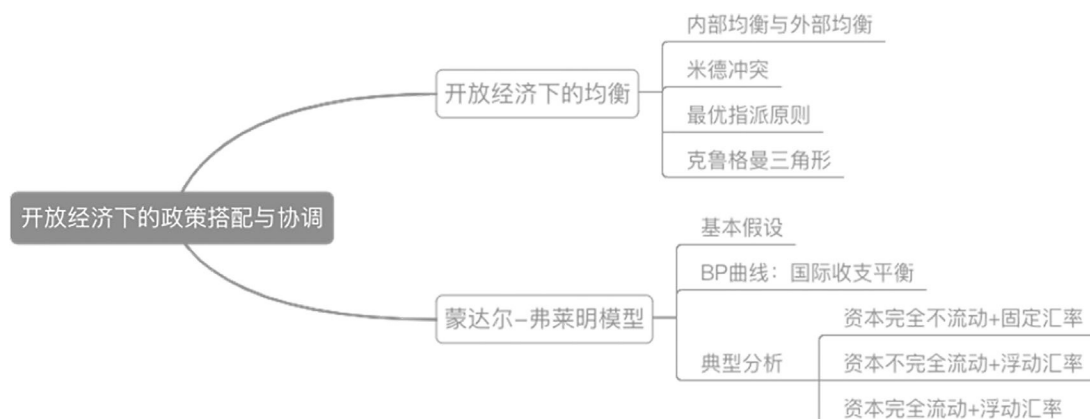 开放经济下的政策搭配与协调
开放经济下的均衡
内部均衡与外部均衡
米德冲突
最优指派原则
克鲁格曼三角形
蒙达尔-弗莱明模型
基本假设
BP曲线：国际收支平衡
典型分析
资本完全不流动+固定汇率
资本不完全流动+浮动汇率
资本完全流动+浮动汇率